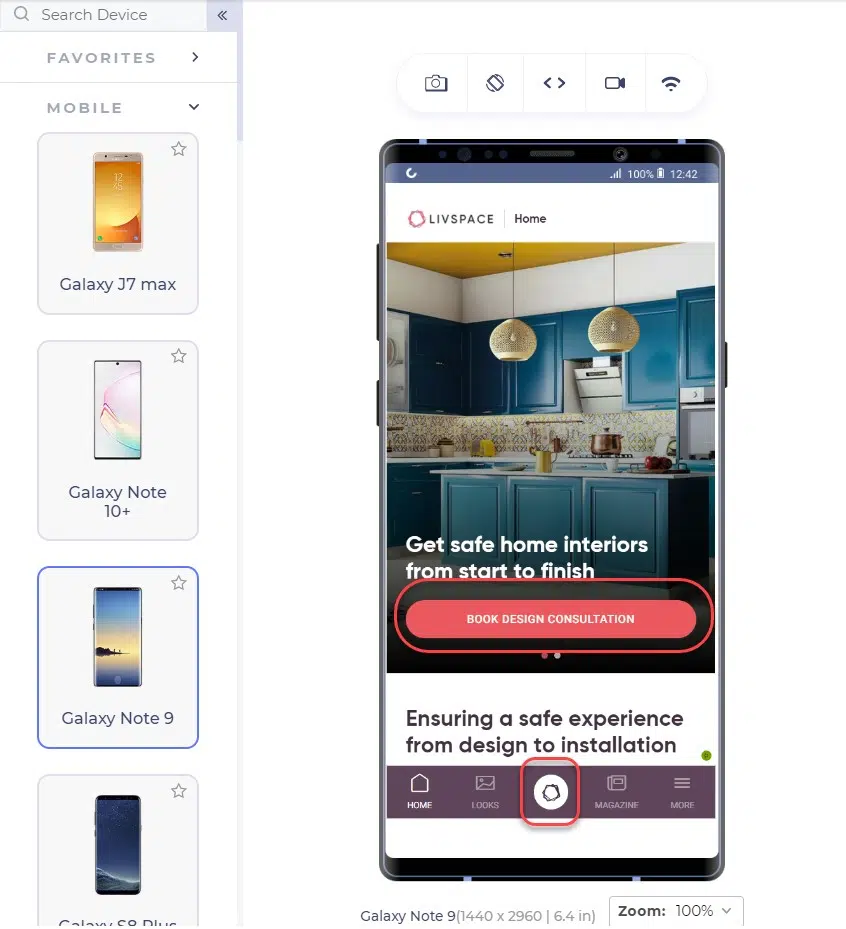 Search Device
FAVORITES
MOBILE
Galaxy J7 max
Galaxy Note
10+
Galaxy Note 9
Galaxy S8 Plus
100% 12:42
LIVSPACE Home
Get safe home interiors
from start to finish
BOOK DESIGN CONSULTATION
Ensuring a safe experience
from design to installation
HOME LOOKS MAGAZINE MORE
Galaxy Note 9(1440 x 2960 | 6.4 in) Zoom: 100%